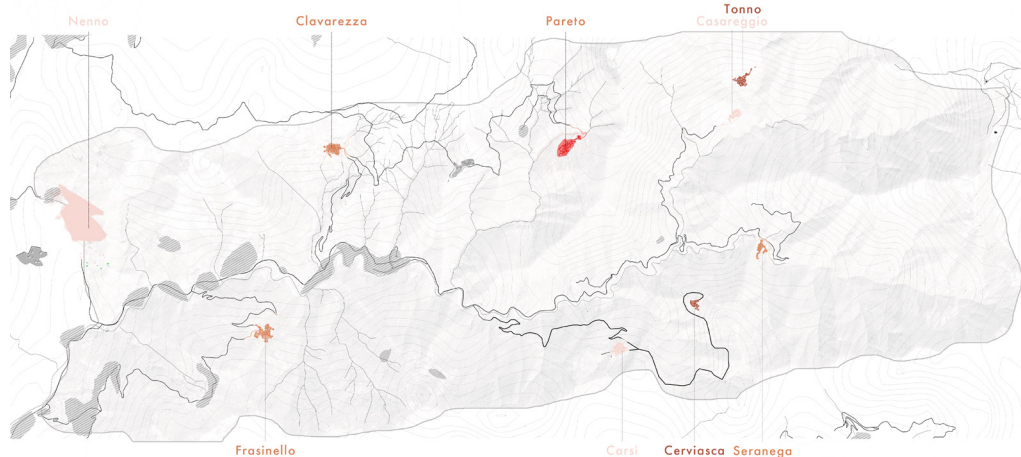 Tonno
Nenno
Clavarezza
Pareto
Casareggio
Frasinello
Carsi
Cerviasca
Seranega